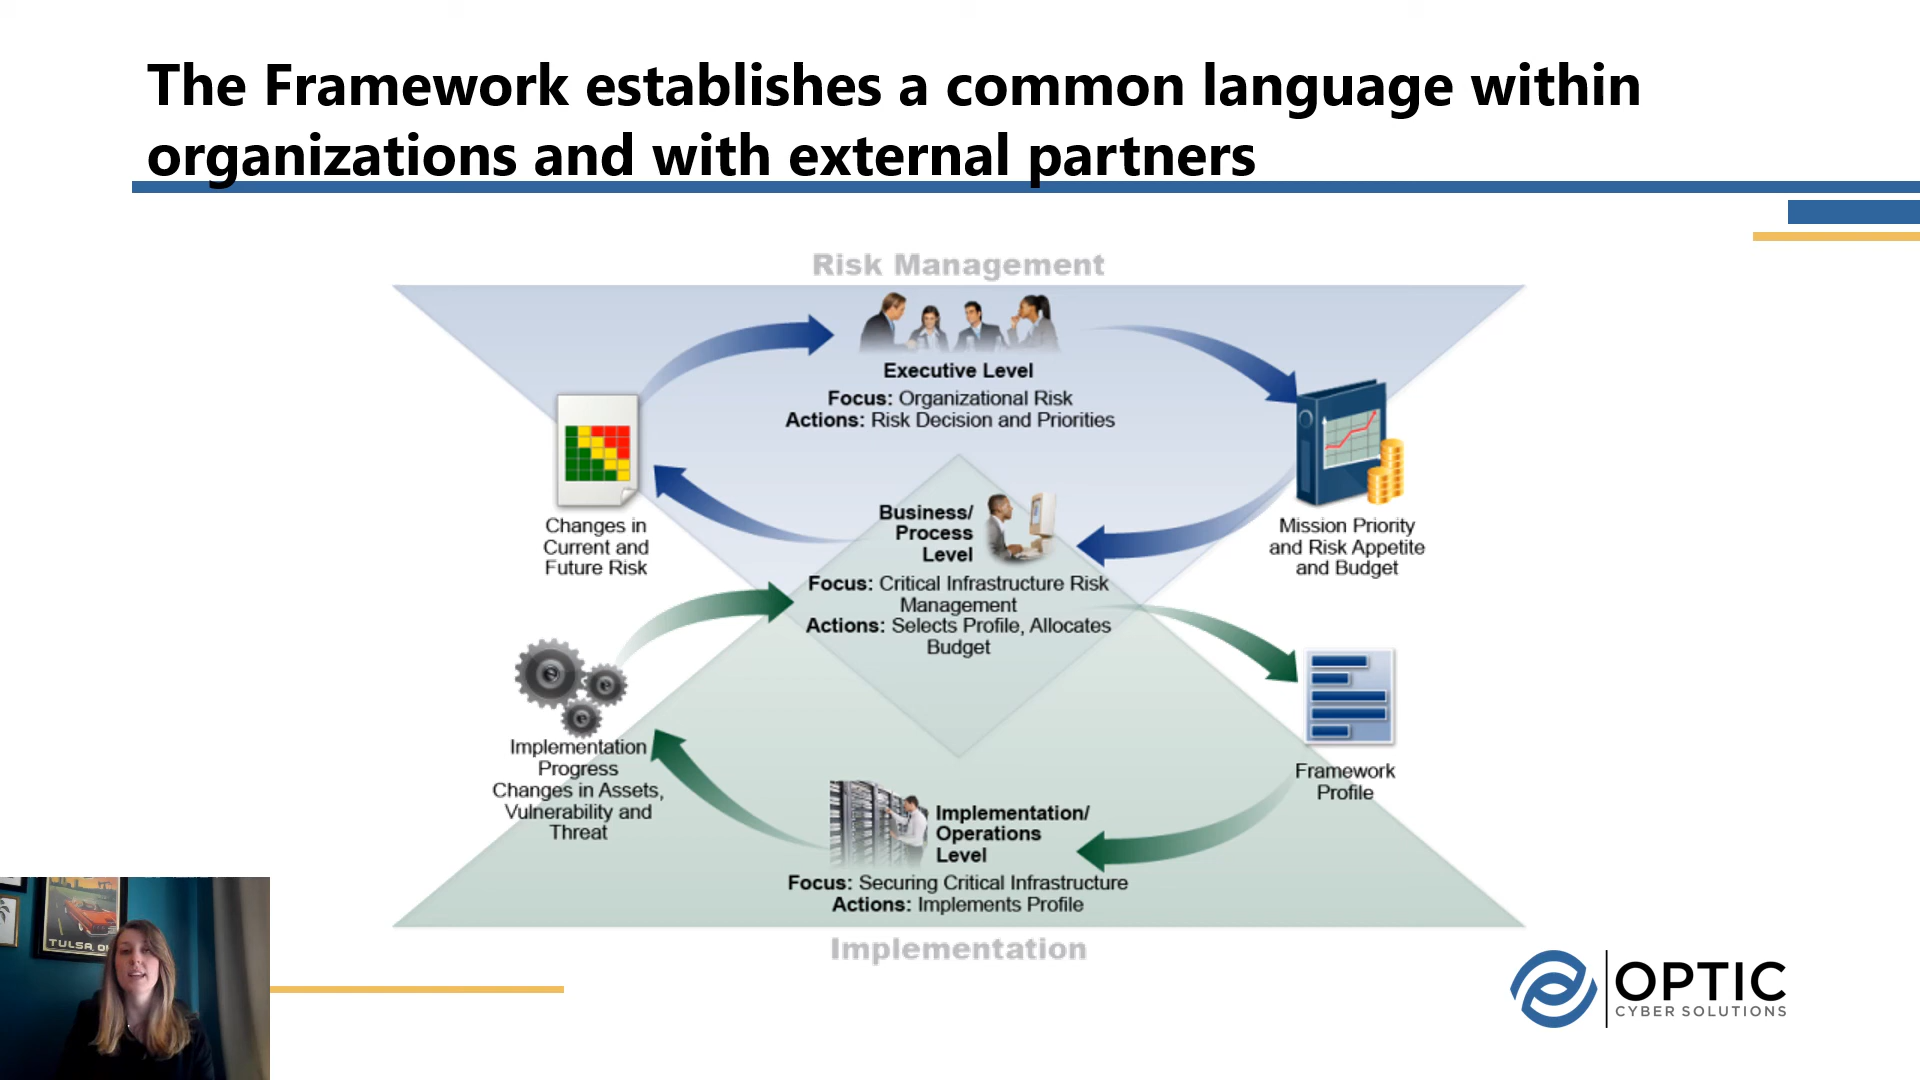 The Framework establishes a common language within
organizations and with external partners
Risk Management
Executive Level
Focus: Organizational Risk
Actions: Risk Decision and Priorities
Changes in
Current and
Future Risk
Business/
Process
Level
Focus: Critical Infrastructure Risk
Management
Actions: Selects Profile, Allocates
Budget
Mission Priority
and Risk Appetite
and Budget
Implementation
Progress
Changes in Assets,
Vulnerability and
Threat
Framework
Profile
Implementation/
Operations
Level
Focus: Securing Critical Infrastructure
Actions: Implements Profile
Implementation
TULSA, O
OPTIC
CYBER SOLUTIONS